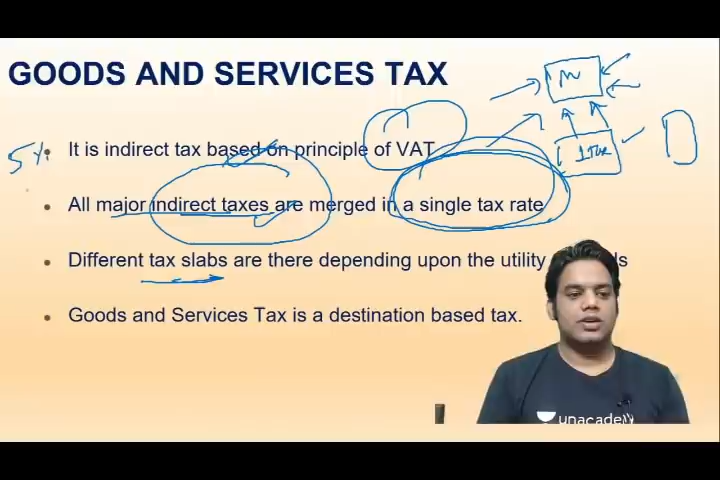 GOODS AND SERVICES TAX
5%
• It is indirect tax based on principle of VAT
• All major indirect taxes are merged in a single tax rate
• Different tax slabs are there depending upon the utility
• Goods and Services Tax is a destination based tax.
unacademy